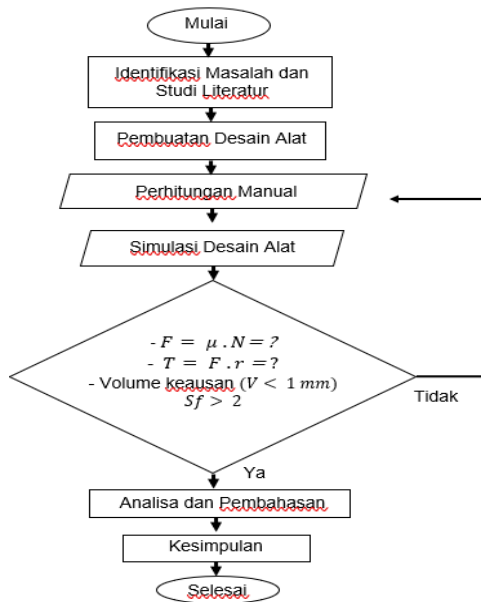 Mulai
Identifikasi Masalah dan
Studi Literatur
Pembuatan Desain Alat
Perhitungan Manual
Simulasi Desain Alat
- F = μ . N = ?
- T = F . r = ?
- Volume keausan (V < 1 mm)
Sf > 2
Tidak
Ya
Analisa dan Pembahasan
Kesimpulan
Selesai